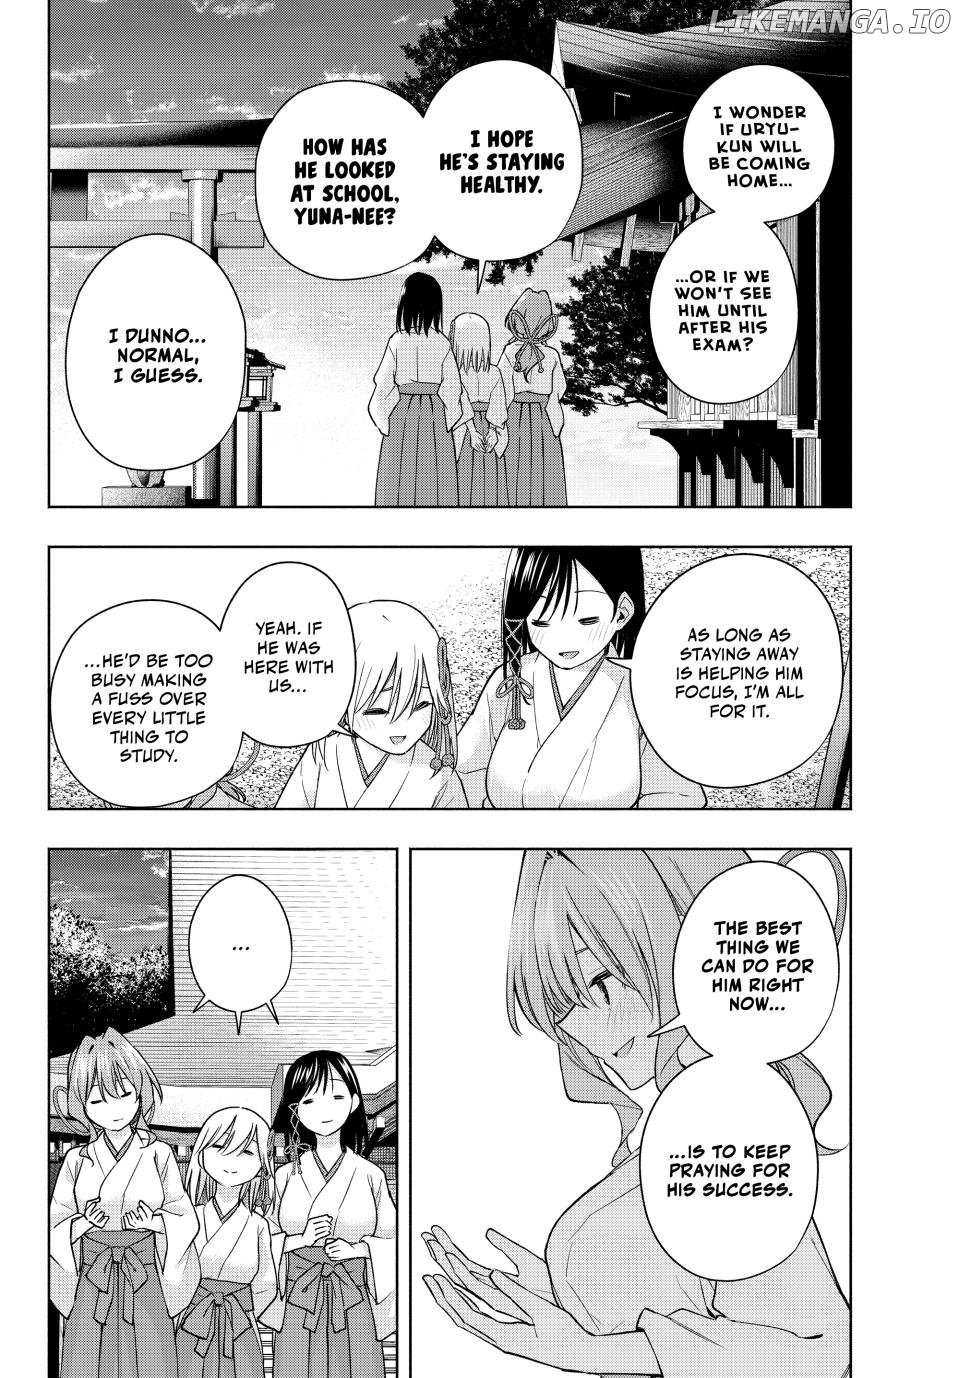 LIKEMANGA.IO
I WONDER
IF URYU-
KUN WILL
BE COMING
HOME...
...OR IF WE
WON'T SEE
HIM UNTIL
AFTER HIS
EXAM?
I HOPE
HE'S STAYING
HEALTHY.
HOW HAS
HE LOOKED
AT SCHOOL,
YUNA-NEE?
I DUNNO...
NORMAL,
I GUESS.
AS LONG AS
STAYING AWAY
IS HELPING HIM
FOCUS, I'M ALL
FOR IT.
YEAH. IF
HE WAS
HERE WITH
US...
...HE'D BE TOO
BUSY MAKING
A FUSS OVER
EVERY LITTLE
THING TO
STUDY.
THE BEST
THING WE
CAN DO FOR
HIM RIGHT
NOW...
...IS TO KEEP
PRAYING FOR
HIS SUCCESS.
...